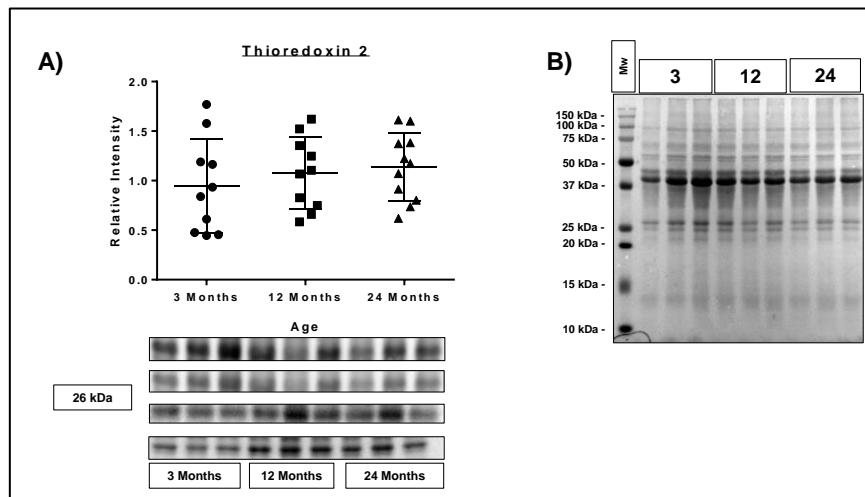 A)
Thioredoxin 2
Relative Intensity
2.0
1.5
1.0
0.5
0.0
3 Months 12 Months 24 Months
Age
26 kDa
3 Months 12 Months 24 Months
B)
Mw
3 12 24
150 kDa -
100 kDa -
75 kDa -
50 kDa -
37 kDa -
25 kDa -
20 kDa -
15 kDa -
10 kDa -